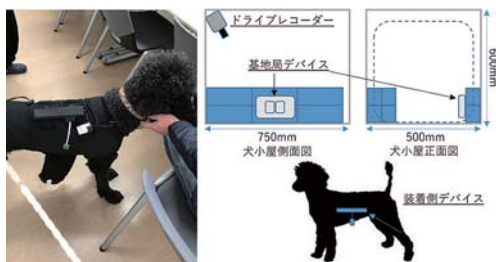 ドライブレコーダー
基地局デバイス
600mm
750mm
500mm
犬小屋側面図
犬小屋正面図
装着側デバイス